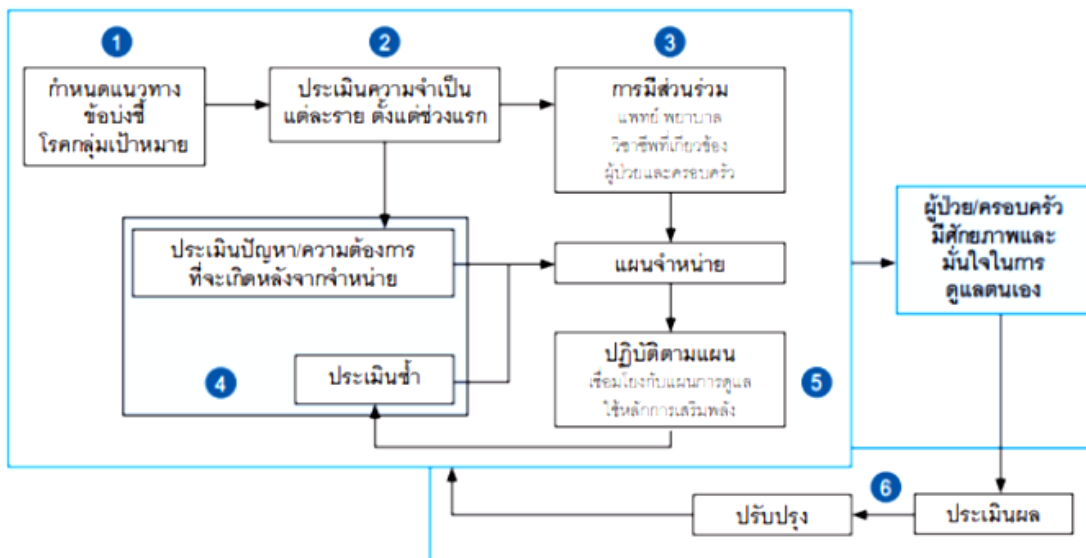 1
กำหนดแนวทาง
ข้อบ่งชี้
โรคกลุ่มเป้าหมาย
2
ประเมินความจำเป็น
แต่ละราย ตั้งแต่ช่วงแรก
3
การมีส่วนร่วม
แพทย์ พยาบาล
วิชาชีพที่เกี่ยวข้อง
ผู้ป่วยและครอบครัว
ประเมินปัญหา/ความต้องการ
ที่จะเกิดหลังจากจำหน่าย
แผนจำหน่าย
ผู้ป่วย/ครอบครัว
มีศักยภาพและ
มั่นใจในการ
ดูแลตนเอง
4
ประเมินซ้ำ
ปฏิบัติตามแผน
เชื่อมโยงกับแผนการดูแล
ใช้หลักการเสริมพลัง
5
6
ปรับปรุง
ประเมินผล